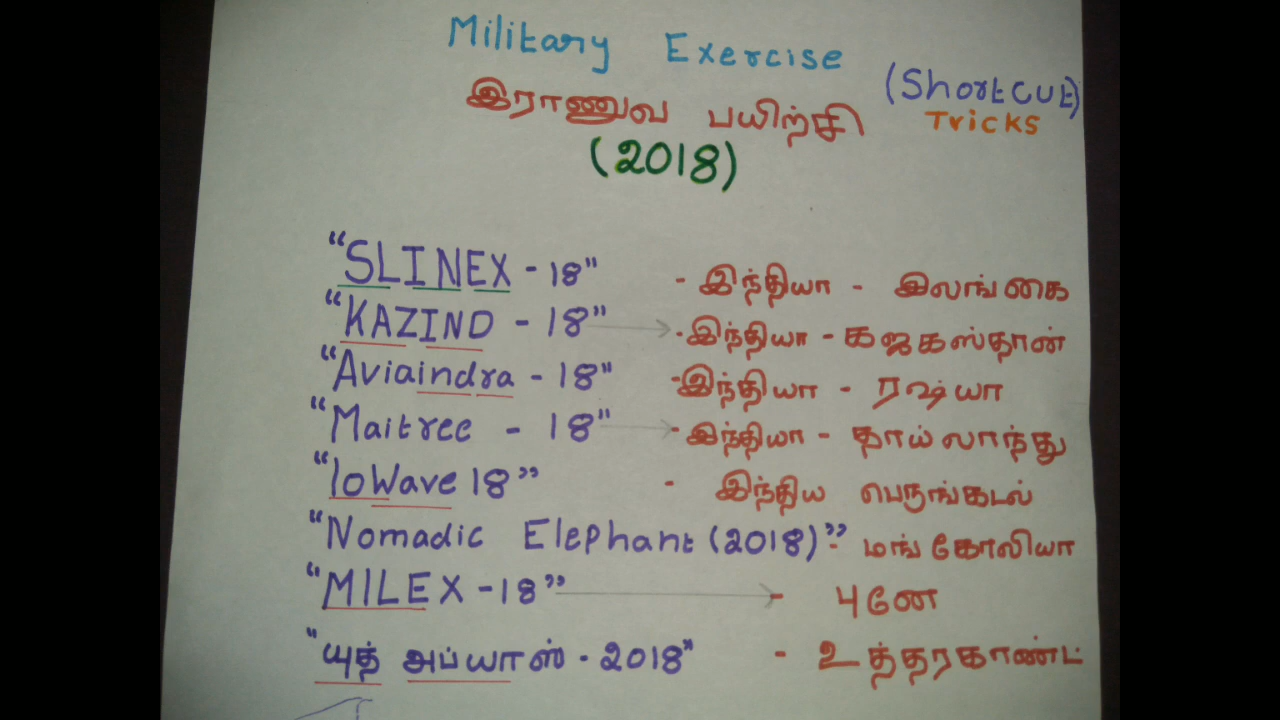 Military Exercise
(Shortcut)
Tricks
இராணுவ பயிற்சி
(2018)
"SLINEX - 18" - இந்தியா - இலங்கை
"KAZIND - 18" - இந்தியா - கஜகஸ்தான்
"Aviaindra - 18" - இந்தியா - ரஷ்யா
"Maitree - 18" - இந்தியா - தாய்லாந்து
"IoWave 18" - இந்திய பெருங்கடல்
"Nomadic Elephant (2018)" - மங்கோலியா
"MILEX - 18" - புனே
"யுத் அப்யாஸ் - 2018" - உத்தரகாண்ட்